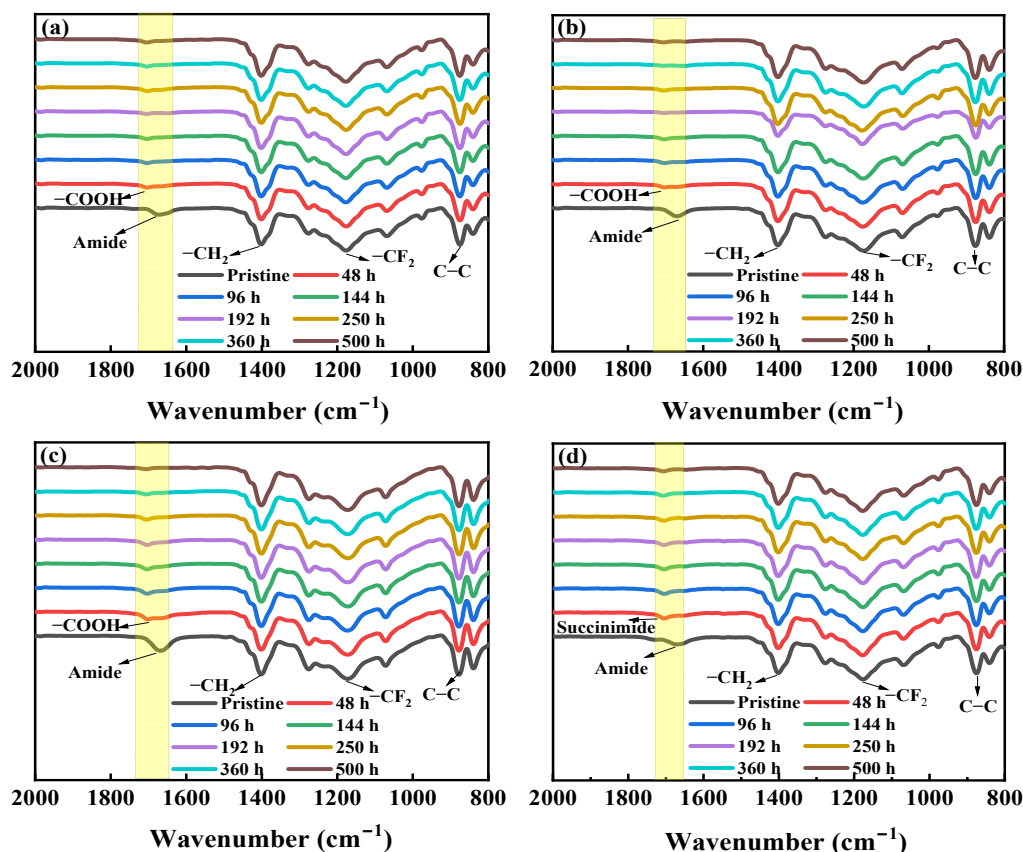 (a)
−COOH
Amide
−CH₂
−CF₂
C−C
Pristine 48 h
96 h 144 h
192 h 250 h
360 h 500 h
2000 1800 1600 1400 1200 1000 800
Wavenumber (cm⁻¹)
(b)
−COOH
Amide
−CH₂
−CF₂
C−C
Pristine 48 h
96 h 144 h
192 h 250 h
360 h 500 h
2000 1800 1600 1400 1200 1000 800
Wavenumber (cm⁻¹)
(c)
−COOH
Amide
−CH₂
−CF₂
C−C
Pristine 48 h
96 h 144 h
192 h 250 h
360 h 500 h
2000 1800 1600 1400 1200 1000 800
Wavenumber (cm⁻¹)
(d)
Succinimide
Amide
−CH₂
−CF₂
C−C
Pristine 48 h
96 h 144 h
192 h 250 h
360 h 500 h
2000 1800 1600 1400 1200 1000 800
Wavenumber (cm⁻¹)